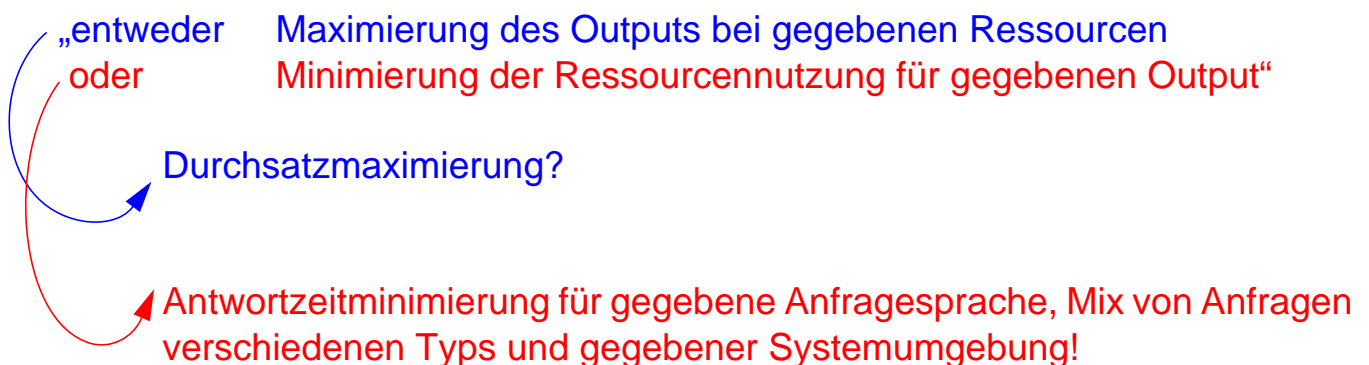 „entweder Maximierung des Outputs bei gegebenen Ressourcen
oder Minimierung der Ressourcennutzung für gegebenen Output“
Durchsatzmaximierung?
Antwortzeitminimierung für gegebene Anfragesprache, Mix von Anfragen
verschiedenen Typs und gegebener Systemumgebung!